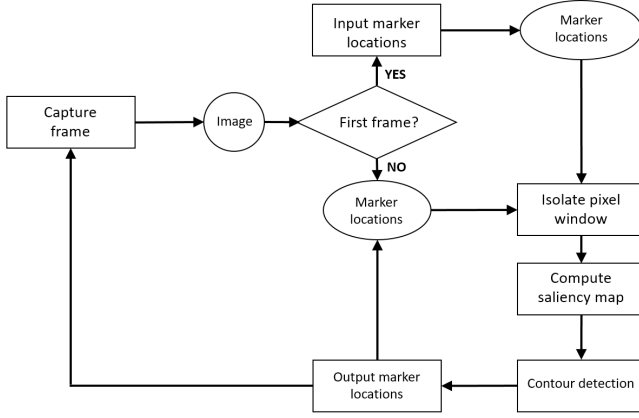 Input marker
locations
Marker
locations
YES
Capture
frame
Image
First frame?
NO
Marker
locations
Isolate pixel
window
Compute
saliency map
Output marker
locations
Contour detection